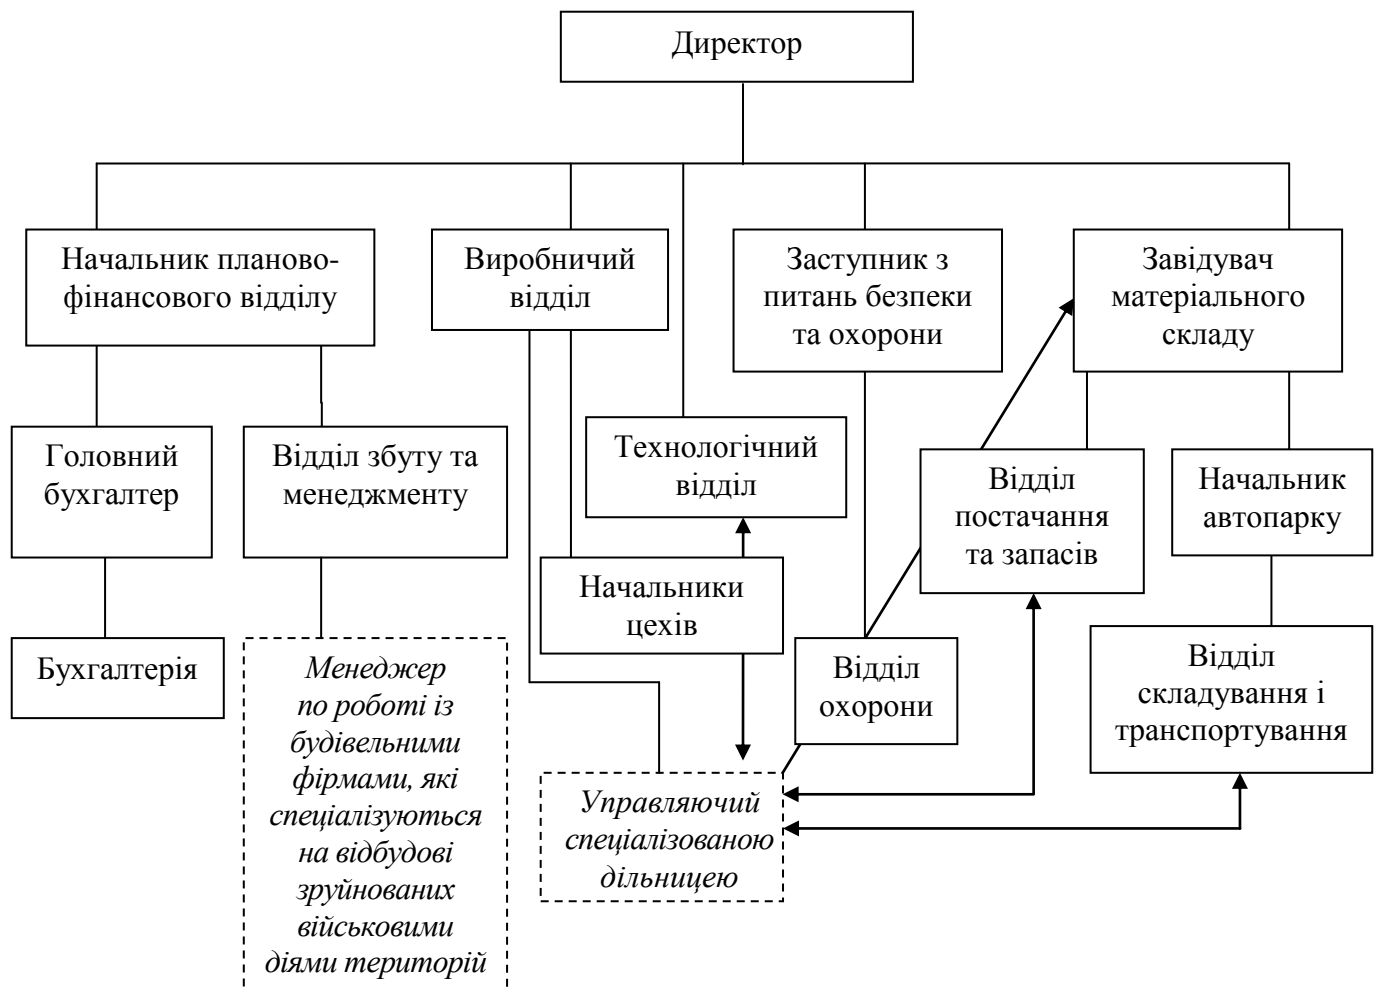 Директор
Начальник планово-
фінансового відділу
Виробничий
відділ
Заступник з
питань безпеки
та охорони
Завідувач
матеріального
складу
Головний
бухгалтер
Відділ збуту та
менеджменту
Технологічний
відділ
Відділ
постачання
та запасів
Начальник
автопарку
Начальники
цехів
Бухгалтерія
Менеджер
по роботі із
будівельними
фірмами, які
спеціалізуються
на відбудові
зруйнованих
військовими
діями територій
Відділ
охорони
Відділ
складування і
транспортування
Управляючий
спеціалізованою
дільницею